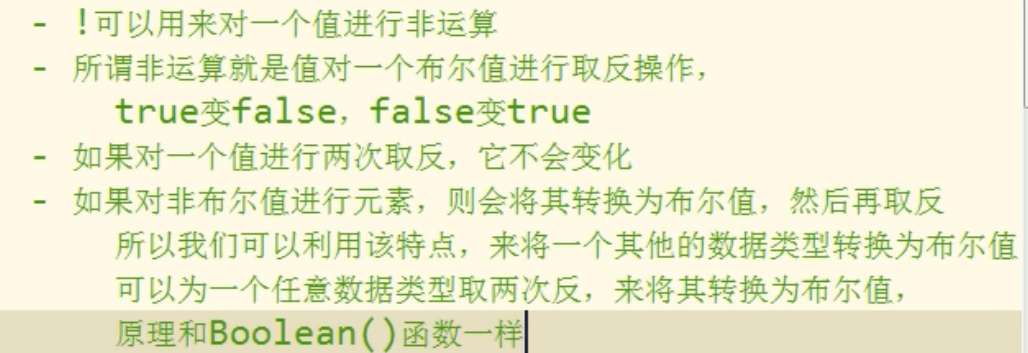 - !可以用来对一个值进行非运算
- 所谓非运算就是值对一个布尔值进行取反操作，
true变false，false变true
- 如果对一个值进行两次取反，它不会变化
- 如果对非布尔值进行元素，则会将其转换为布尔值，然后再取反
所以我们可以利用该特点，来将一个其他的数据类型转换为布尔值
可以为一个任意数据类型取两次反，来将其转换为布尔值，
原理和Boolean()函数一样